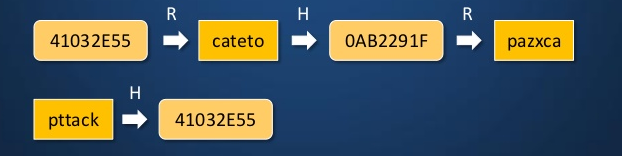 R H R
41032E55 cateto 0AB2291F pazxca
H
pttack 41032E55